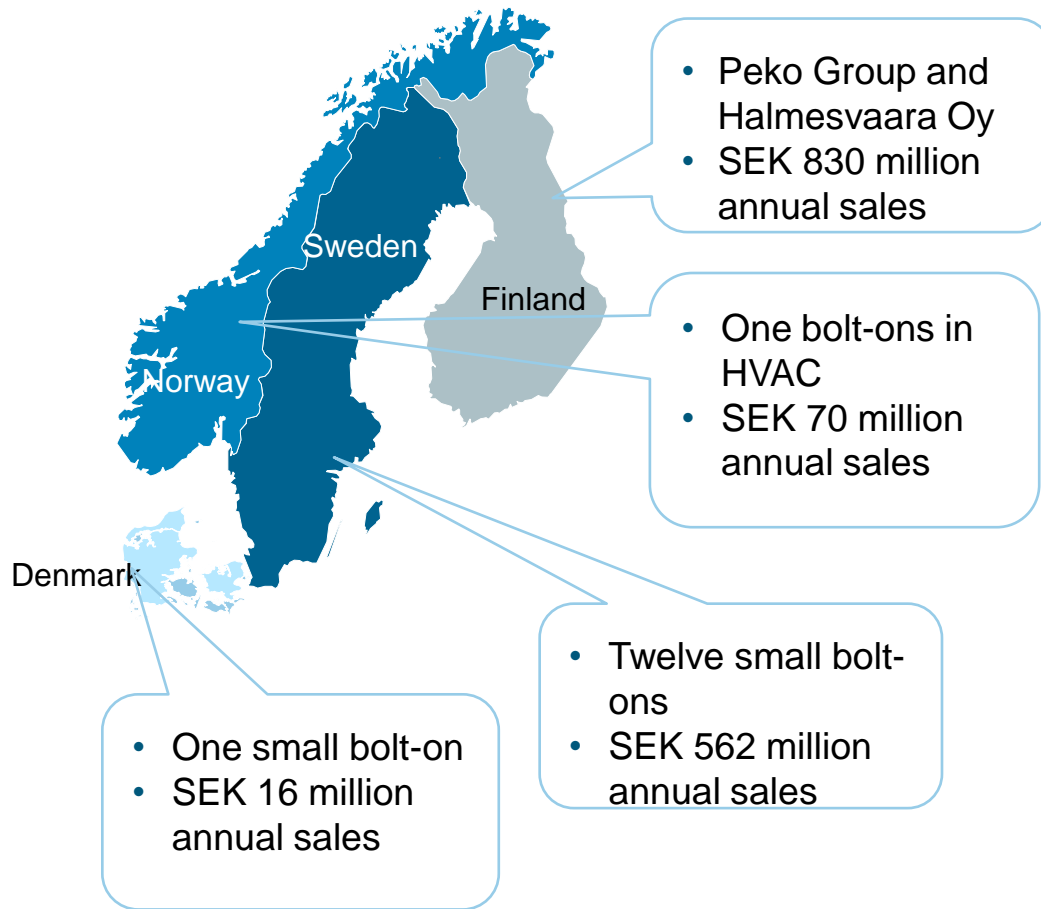 • Peko Group and
Halmesvaara Oy
• SEK 830 million
annual sales
Sweden
Finland
• One bolt-ons in
HVAC
• SEK 70 million
annual sales
Norway
Denmark
• Twelve small bolt-
ons
• SEK 562 million
annual sales
• One small bolt-on
• SEK 16 million
annual sales